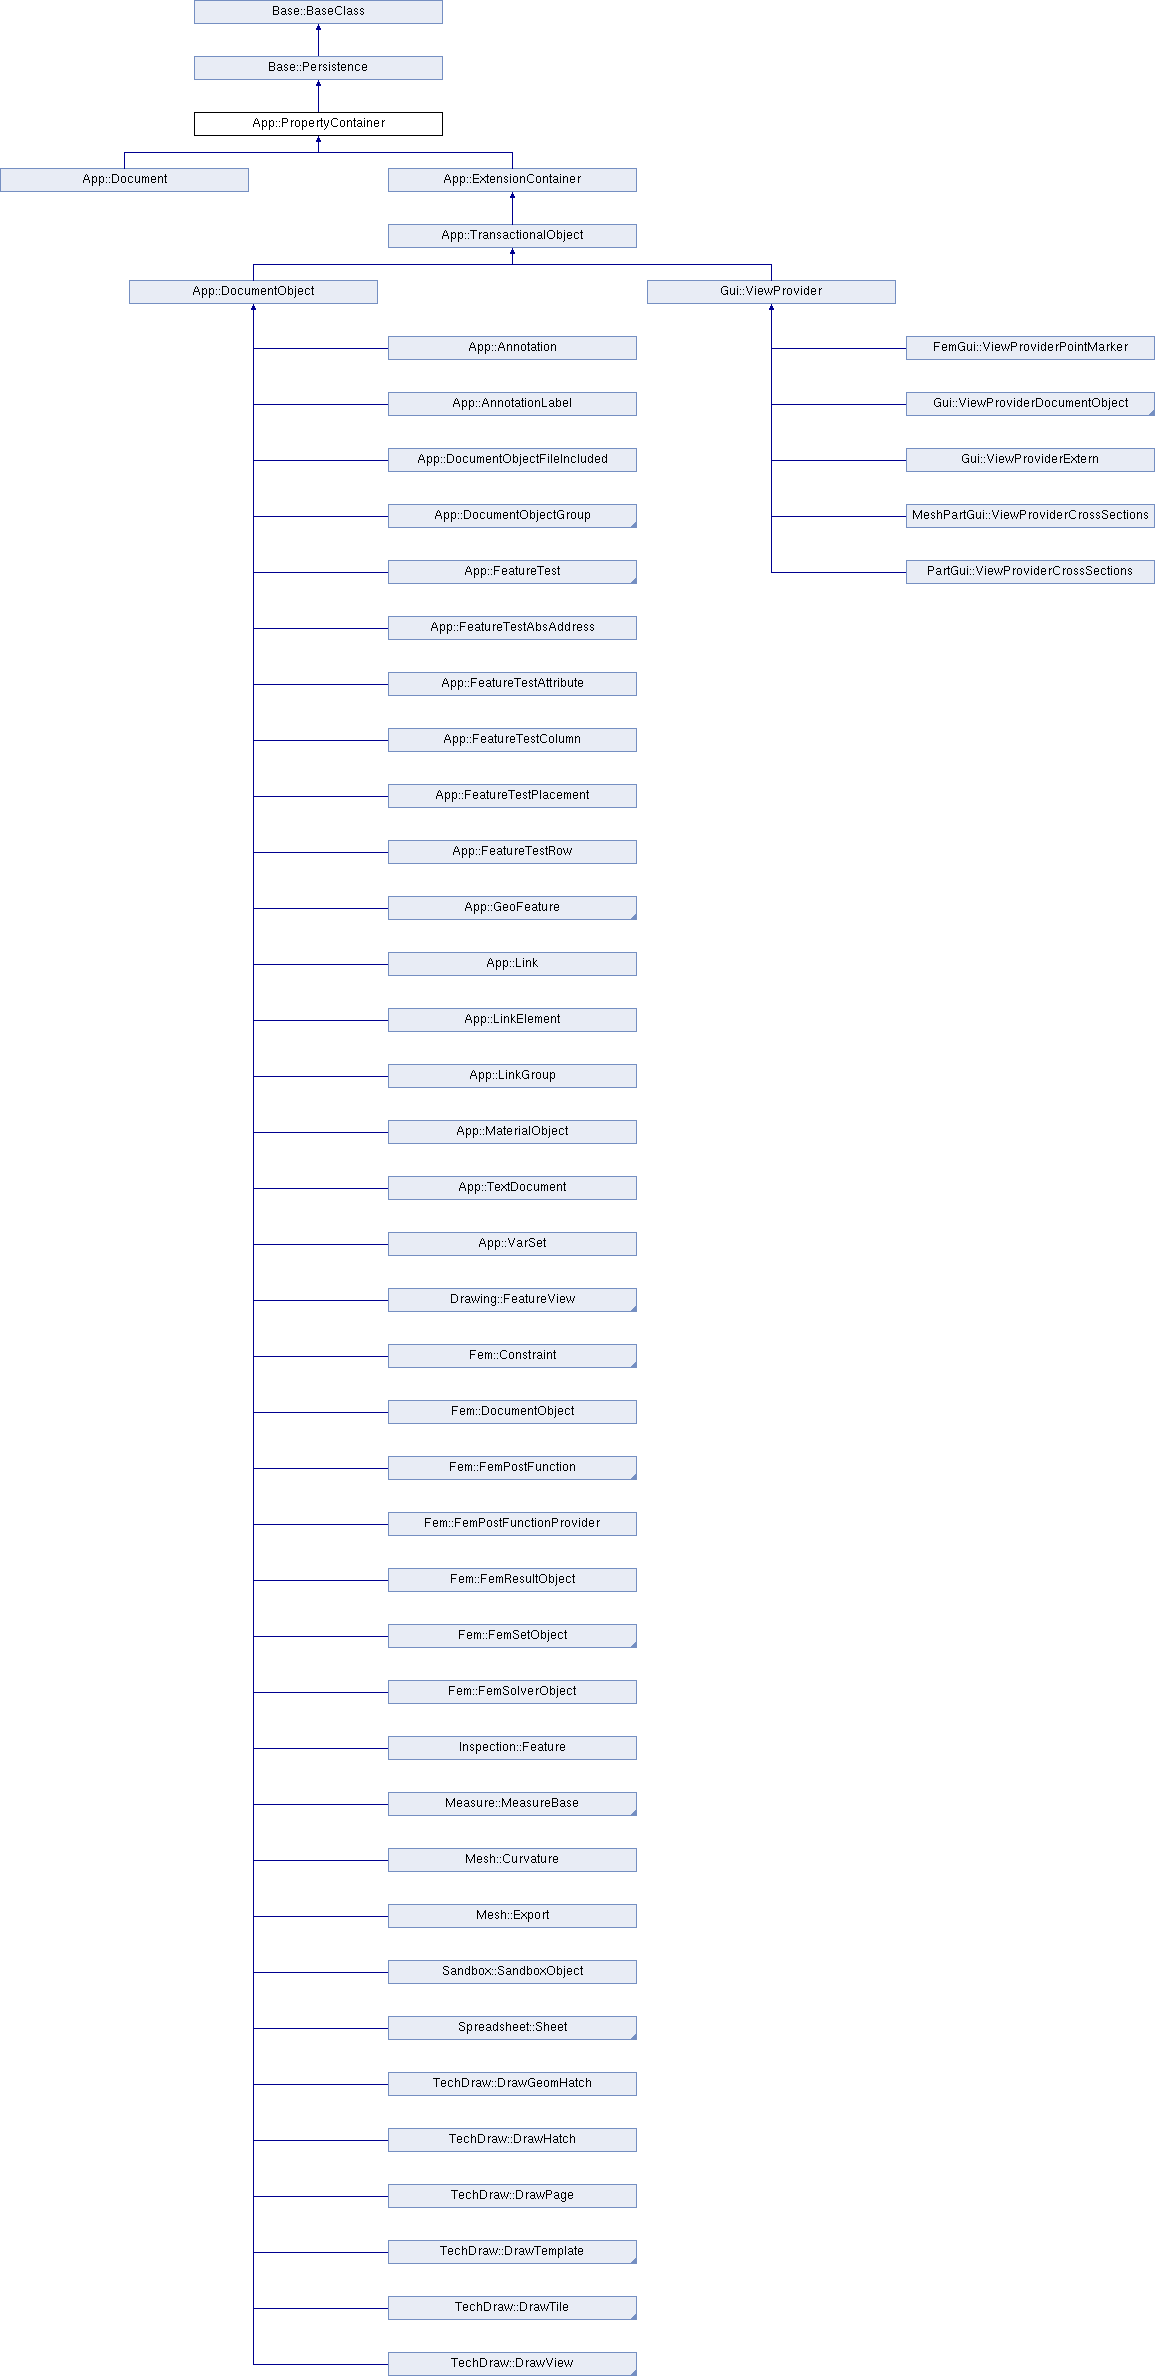 Base::BaseClass
Base::Persistence
App::PropertyContainer
App::Document
App::ExtensionContainer
App::TransactionalObject
App::DocumentObject
Gui::ViewProvider
App::Annotation
FemGui::ViewProviderPointMarker
App::AnnotationLabel
Gui::ViewProviderDocumentObject
App::DocumentObjectFileIncluded
Gui::ViewProviderExtern
App::DocumentObjectGroup
MeshPartGui::ViewProviderCrossSections
App::FeatureTest
PartGui::ViewProviderCrossSections
App::FeatureTestAbsAddress
App::FeatureTestAttribute
App::FeatureTestColumn
App::FeatureTestPlacement
App::FeatureTestRow
App::GeoFeature
App::Link
App::LinkElement
App::LinkGroup
App::MaterialObject
App::TextDocument
App::VarSet
Drawing::FeatureView
Fem::Constraint
Fem::DocumentObject
Fem::FemPostFunction
Fem::FemPostFunctionProvider
Fem::FemResultObject
Fem::FemSetObject
Fem::FemSolverObject
Inspection::Feature
Measure::MeasureBase
Mesh::Curvature
Mesh::Export
Sandbox::SandboxObject
Spreadsheet::Sheet
TechDraw::DrawGeomHatch
TechDraw::DrawHatch
TechDraw::DrawPage
TechDraw::DrawTemplate
TechDraw::DrawTile
TechDraw::DrawView